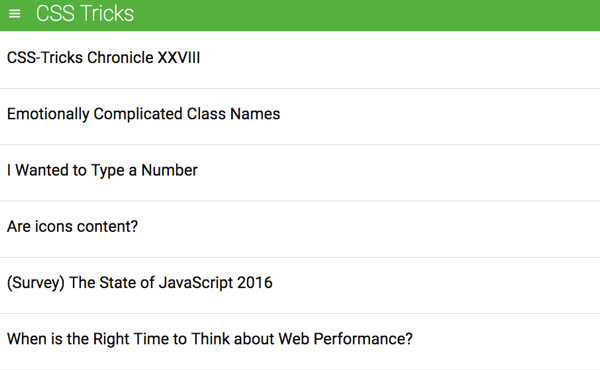 CSS Tricks
CSS-Tricks Chronicle XXVIII
Emotionally Complicated Class Names
I Wanted to Type a Number
Are icons content?
(Survey) The State of JavaScript 2016
When is the Right Time to Think about Web Performance?